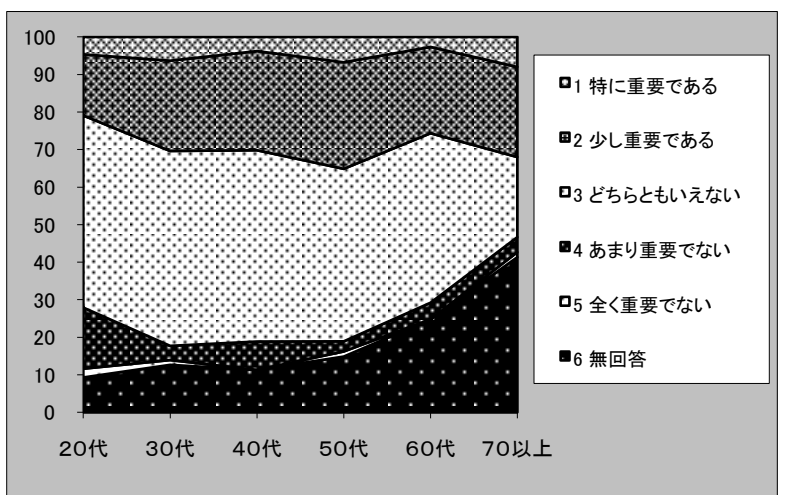 100
90
80
70
60
50
40
30
20
10
0
20代 30代 40代 50代 60代 70以上
1 特に重要である
2 少し重要である
3 どちらともいえない
4 あまり重要でない
5 全く重要でない
6 無回答